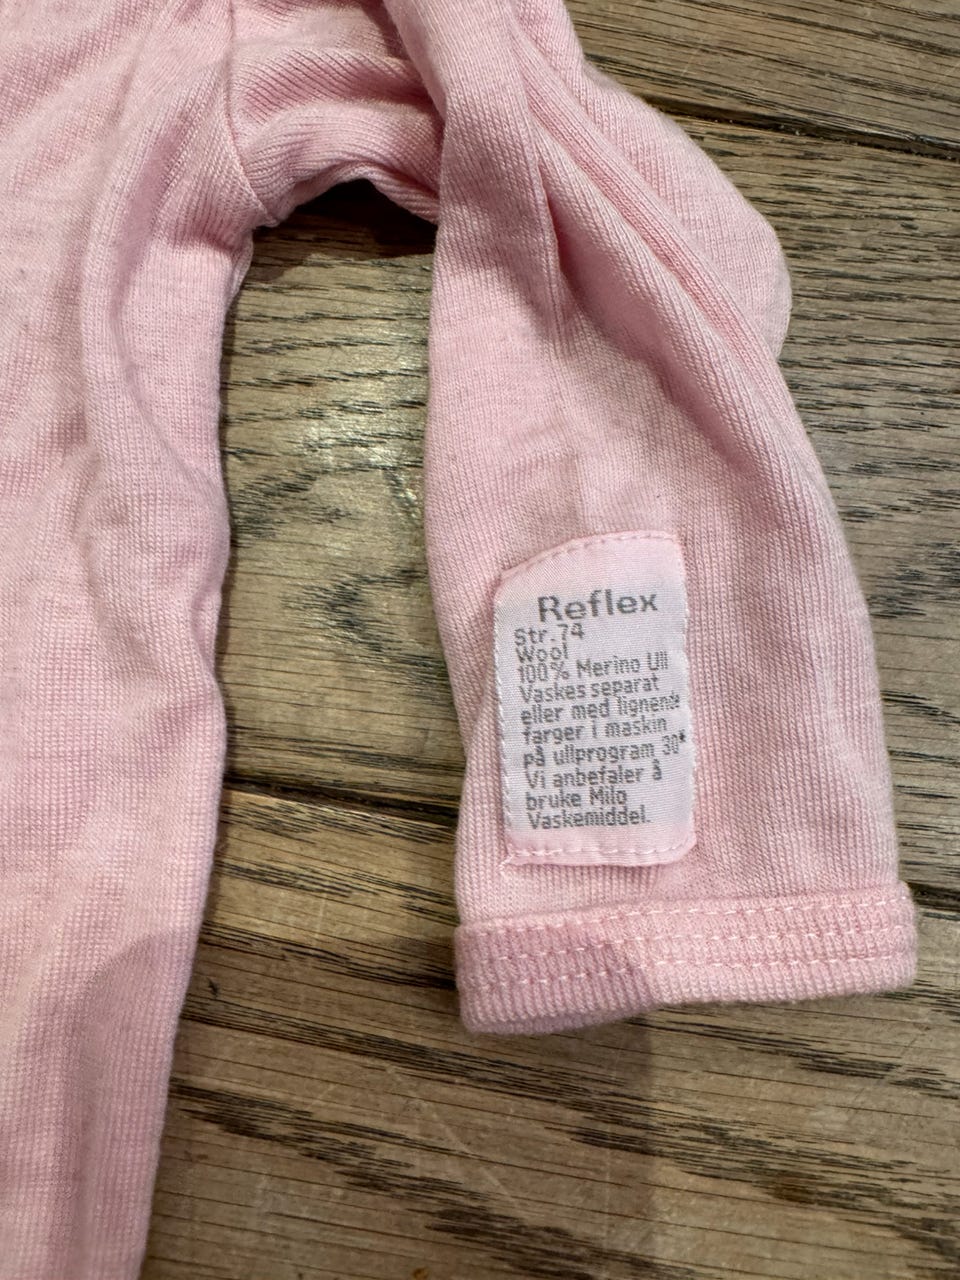 Reflex
Str.74
Wool
100% Merino Ull
Vaskes separat
eller med lignende
farger i maskin
på ullprogram 30°
Vi anbefaler å
bruke Milo
Vaskemiddel.